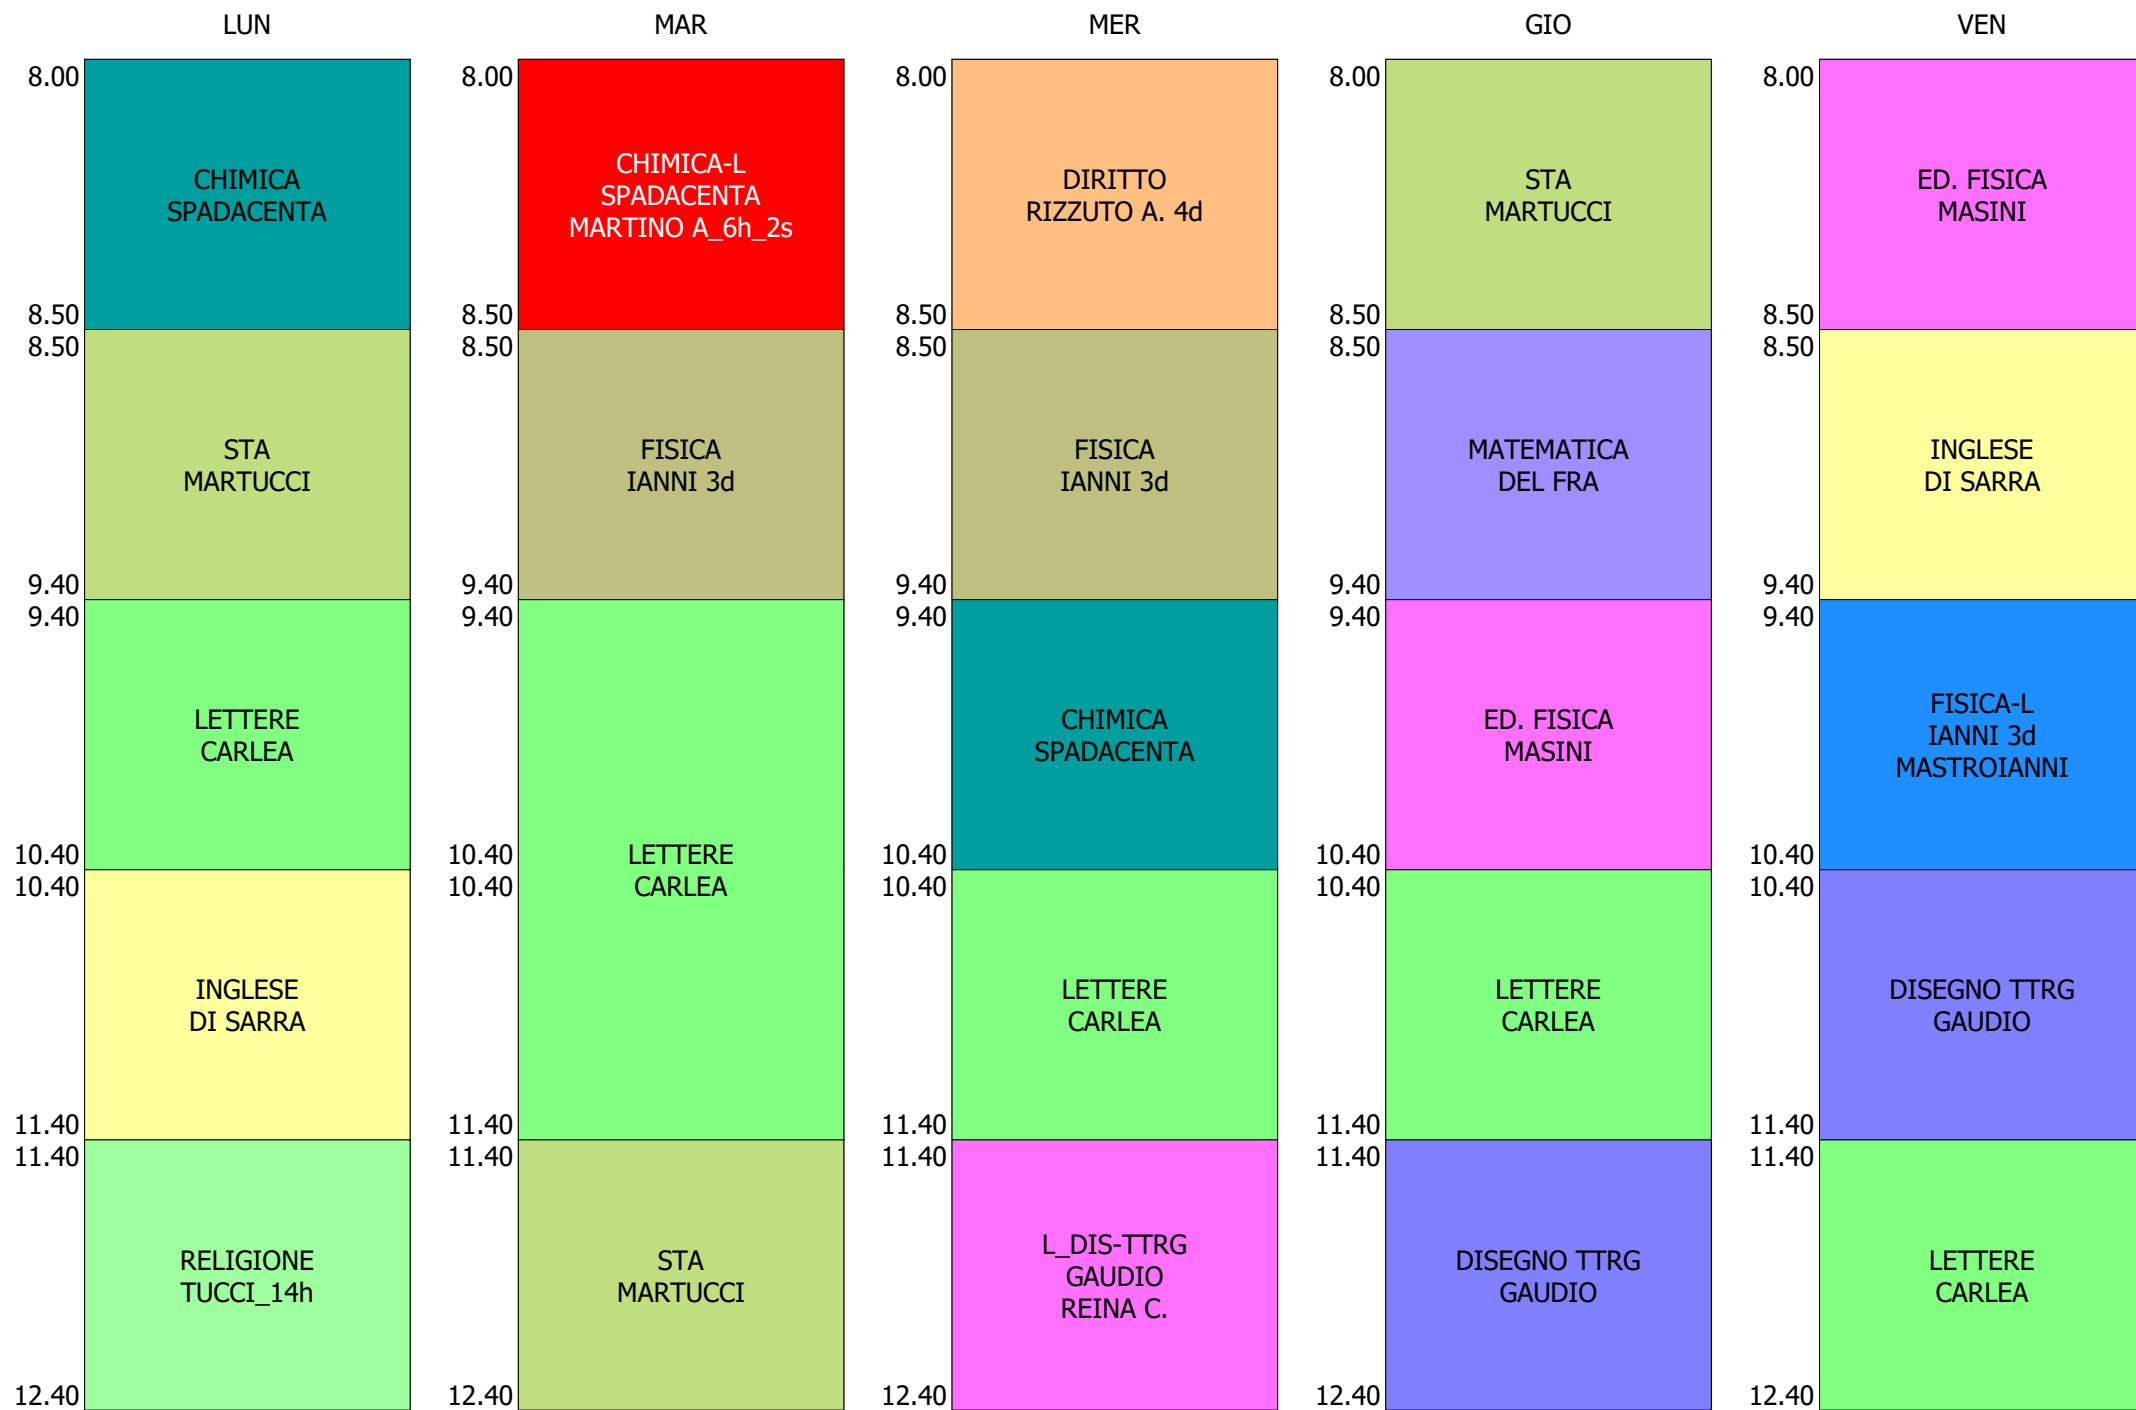 LUN
MAR
MER
GIO
VEN
8.00
CHIMICA
SPADACENTA
8.50
8.50
STA
MARTUCCI
9.40
9.40
LETTERE
CARLEA
10.40
10.40
INGLESE
DI SARRA
11.40
11.40
RELIGIONE
TUCCI_14h
12.40
8.00
CHIMICA-L
SPADACENTA
MARTINO A_6h_2s
8.50
8.50
FISICA
IANNI 3d
9.40
9.40
LETTERE
CARLEA
10.40
10.40
11.40
11.40
STA
MARTUCCI
12.40
8.00
DIRITTO
RIZZUTO A. 4d
8.50
8.50
FISICA
IANNI 3d
9.40
9.40
CHIMICA
SPADACENTA
10.40
10.40
LETTERE
CARLEA
11.40
11.40
L_DIS-TTRG
GAUDIO
REINA C.
12.40
8.00
STA
MARTUCCI
8.50
8.50
MATEMATICA
DEL FRA
9.40
9.40
ED. FISICA
MASINI
10.40
10.40
LETTERE
CARLEA
11.40
11.40
DISEGNO TTRG
GAUDIO
12.40
8.00
ED. FISICA
MASINI
8.50
8.50
INGLESE
DI SARRA
9.40
9.40
FISICA-L
IANNI 3d
MASTROIANNI
10.40
10.40
DISEGNO TTRG
GAUDIO
11.40
11.40
LETTERE
CARLEA
12.40